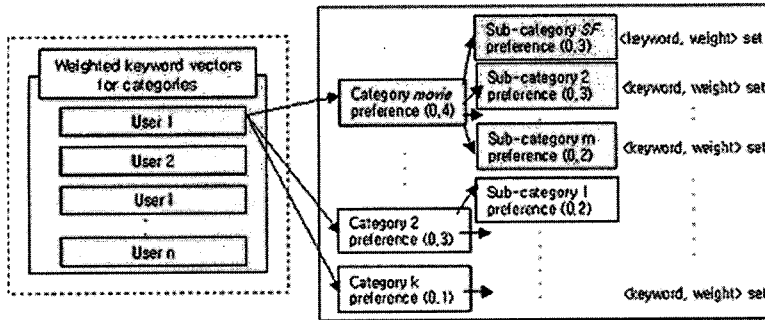 Weighted keyword vectors
for categories
User 1
User 2
User 1
User n
Category movie
preference (0,4)
Category 2
preference (0,3)
Category k
preference (0,1)
Sub-category SF
preference (0,3)
Sub-category 2
preference (0,3)
Sub-category m
preference (0,2)
Sub-category 1
preference (0,2)
<keyword, weight> set
<keyword, weight> set
<keyword, weight> set
<keyword, weight> set